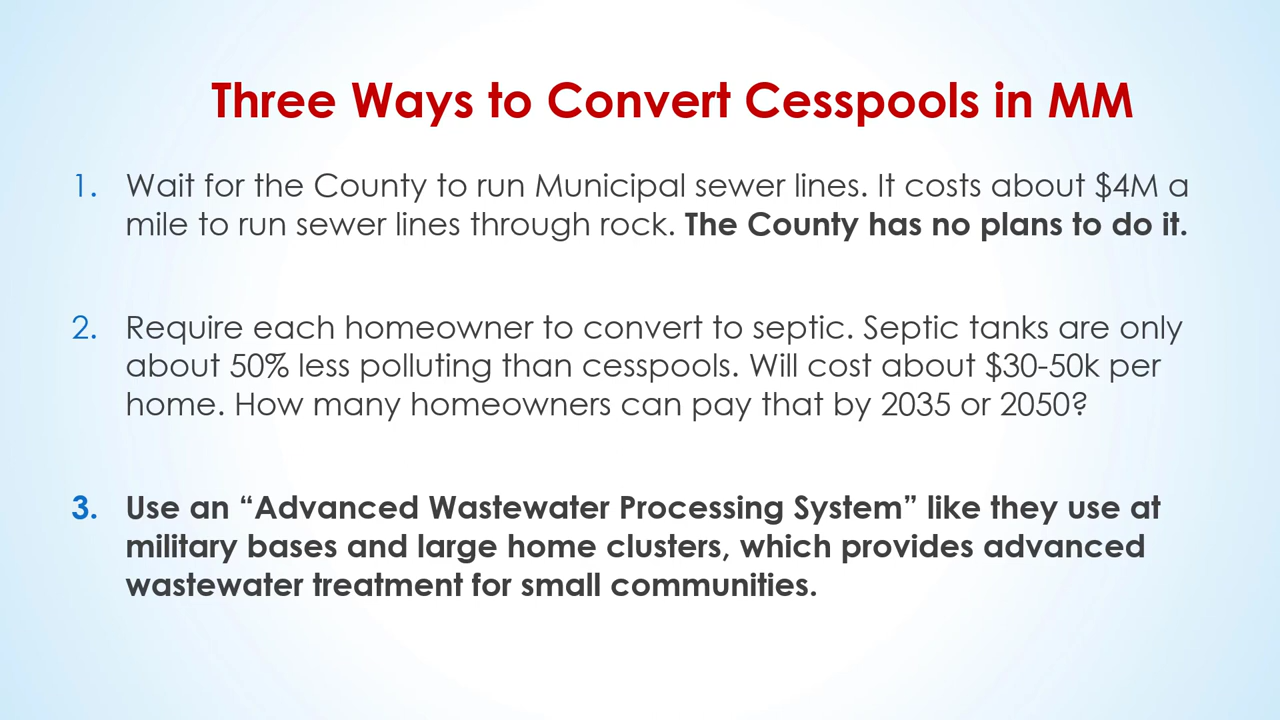 Three Ways to Convert Cesspools in MM
1. Wait for the County to run Municipal sewer lines. It costs about $4M a
mile to run sewer lines through rock. The County has no plans to do it.
2. Require each homeowner to convert to septic. Septic tanks are only
about 50% less polluting than cesspools. Will cost about $30-50k per
home. How many homeowners can pay that by 2035 or 2050?
3. Use an “Advanced Wastewater Processing System” like they use at
military bases and large home clusters, which provides advanced
wastewater treatment for small communities.